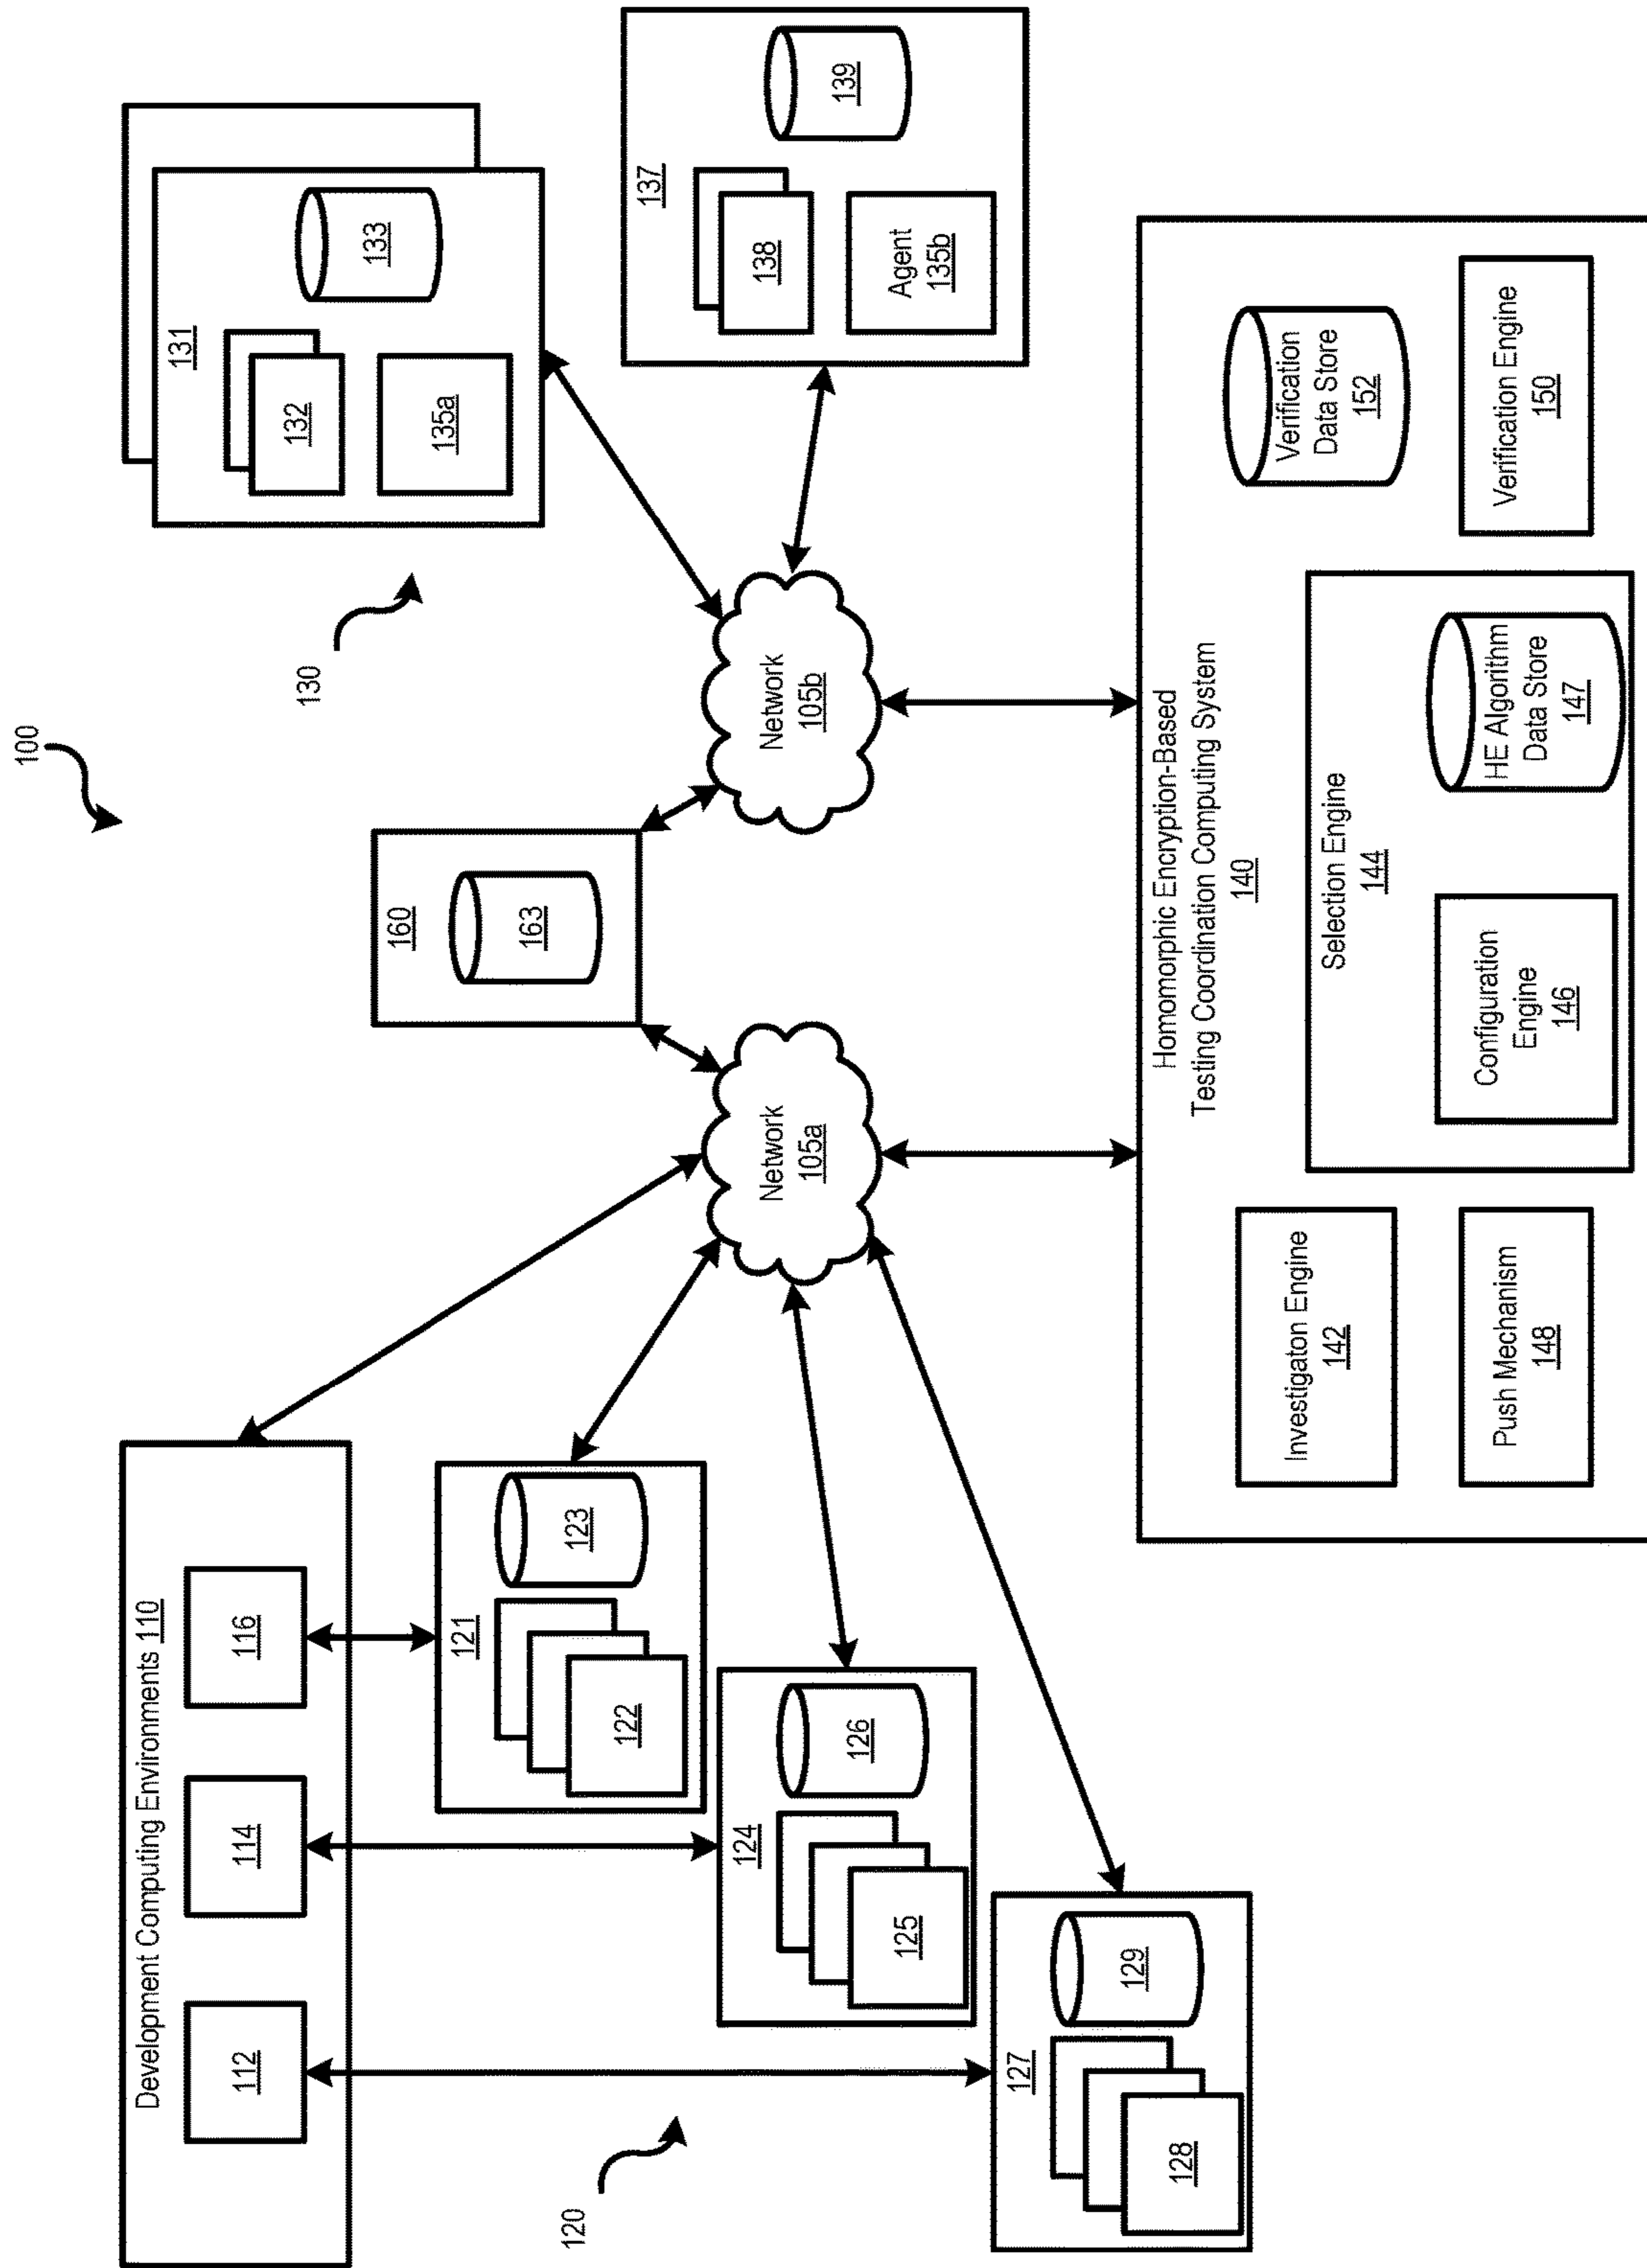 100
Development Computing Environments 110
112
114
116
120
121
122
123
124
125
126
127
128
129
160
163
130
131
132
133
135a
137
138
139
Agent
135b
Network
105a
Network
105b
Homomorphic Encryption-Based
Testing Coordination Computing System
140
Investigaton Engine
142
Push Mechanism
148
Selection Engine
144
Configuration
Engine
146
HE Algorithm
Data Store
147
Verification
Data Store
152
Verification Engine
150